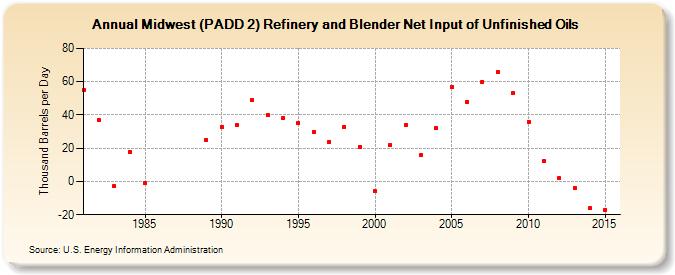 Annual Midwest (PADD 2) Refinery and Blender Net Input of Unfinished Oils
Thousand Barrels per Day
80
60
40
20
0
-20
1985 1990 1995 2000 2005 2010 2015
Source: U.S. Energy Information Administration